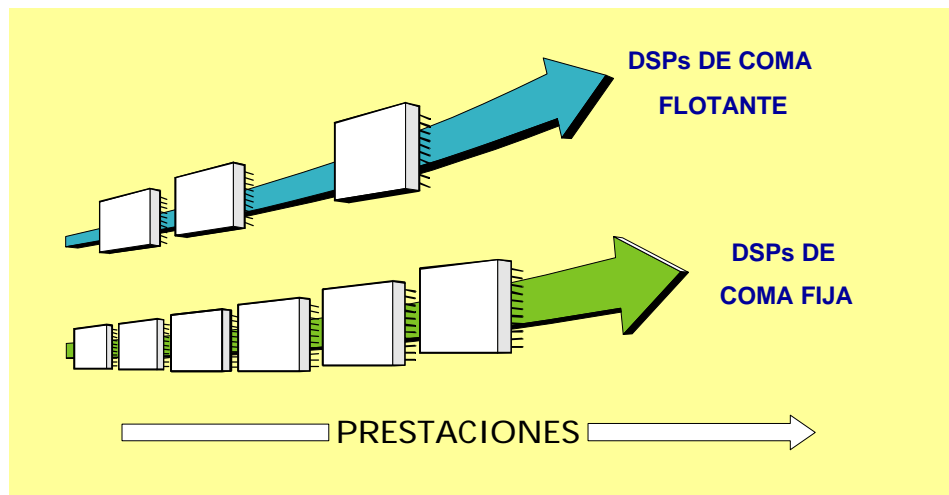 DSPs DE COMA
FLOTANTE
DSPs DE
COMA FIJA
PRESTACIONES